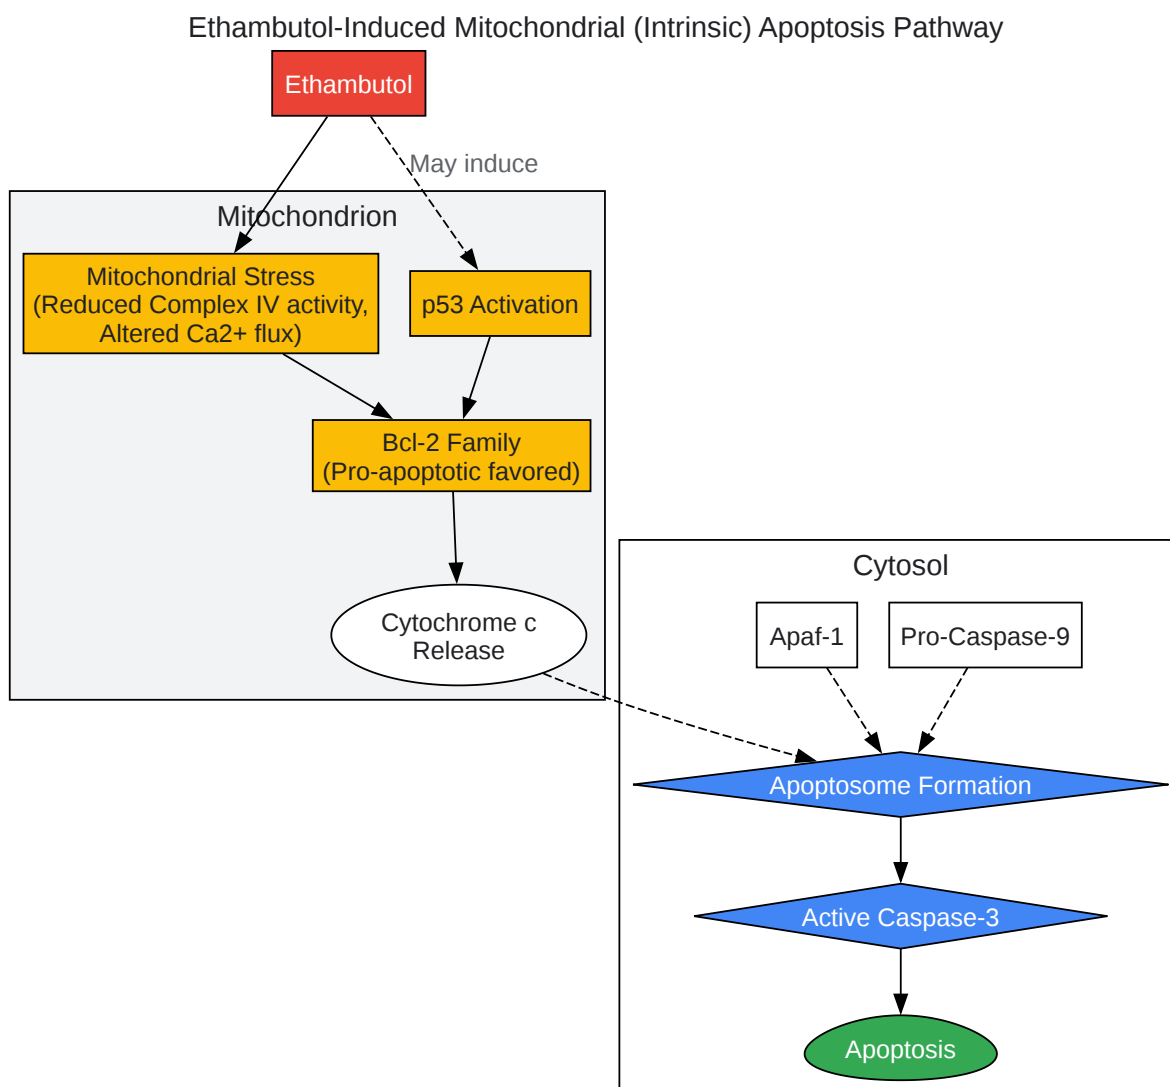 Ethambutol-Induced Mitochondrial (Intrinsic) Apoptosis Pathway
Ethambutol
May induce
Mitochondrion
Mitochondrial Stress
(Reduced Complex IV activity,
Altered Ca2+ flux)
p53 Activation
Bcl-2 Family
(Pro-apoptotic favored)
Cytochrome c
Release
Cytosol
Apaf-1
Pro-Caspase-9
Apoptosome Formation
Active Caspase-3
Apoptosis